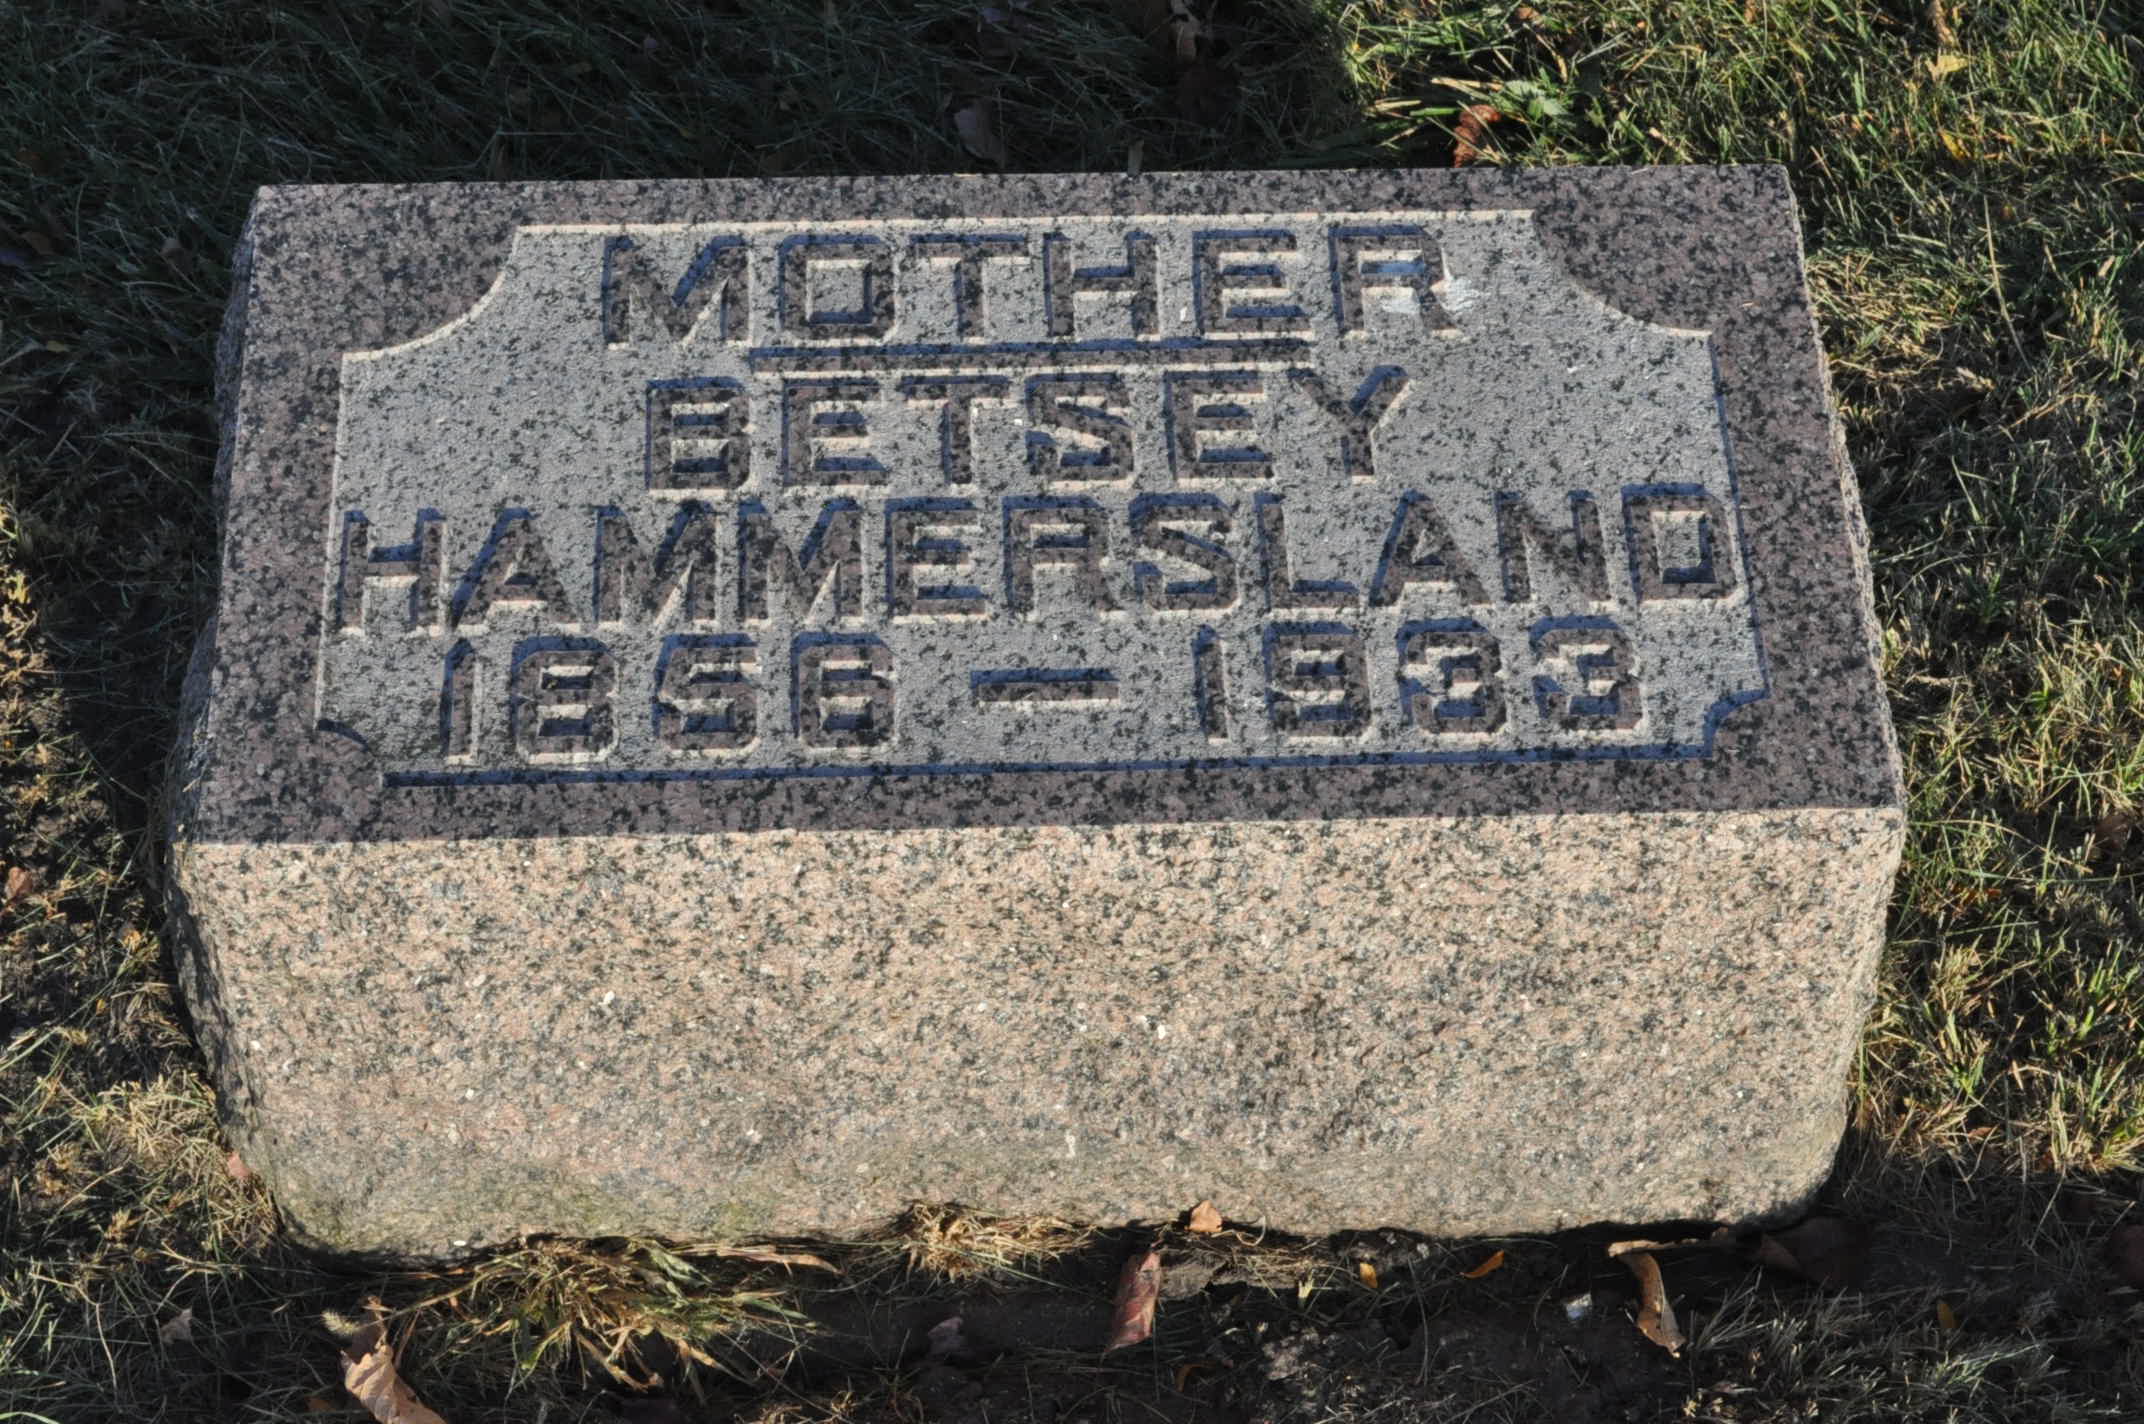 MOTHER
BETSEY
HAMMERSLAND
1856 — 1933